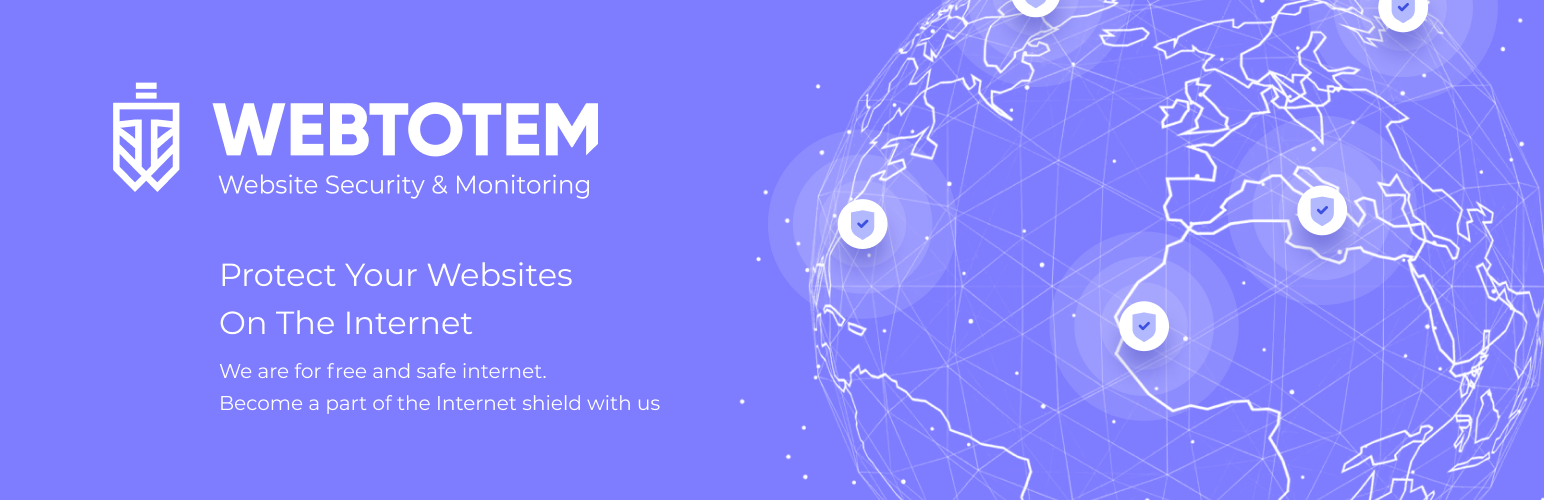 WEBTOTEM
Website Security & Monitoring
Protect Your Websites
On The Internet
We are for free and safe internet.
Become a part of the Internet shield with us